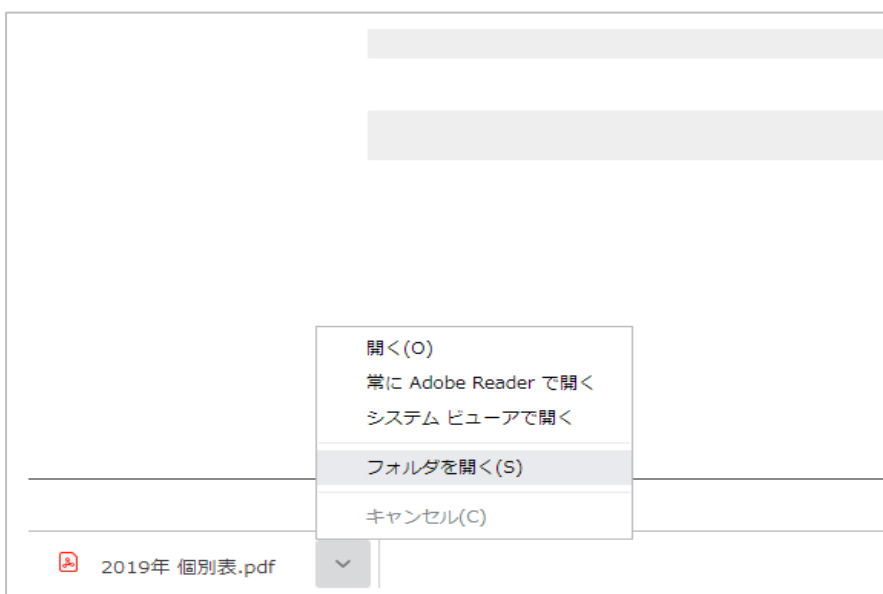 開く(O)
常に Adobe Reader で開く
システム ビューアで開く
フォルダを開く(S)
キャンセル(C)
2019年 個別表.pdf